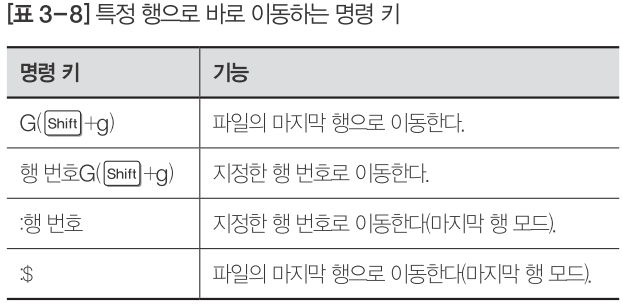 [표 3-8] 특정 행으로 바로 이동하는 명령 키
명령 키 기능
G(Shift+g) 파일의 마지막 행으로 이동한다.
행 번호G(Shift+g) 지정한 행 번호로 이동한다.
:행 번호 지정한 행 번호로 이동한다(마지막 행 모드).
:$ 파일의 마지막 행으로 이동한다(마지막 행 모드).